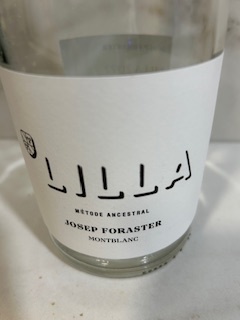 LILLA
MÈTODE ANCESTRAL
JOSEP FORASTER
MONTBLANC